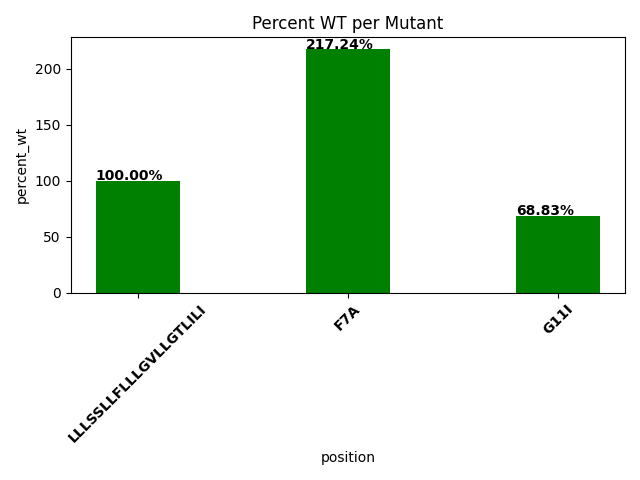 Percent WT per Mutant
217.24%
100.00%
68.83%
200
150
100
50
0
percent_wt
LLLSSLLFLLLGVLLGTLILI
F7A
G11I
position